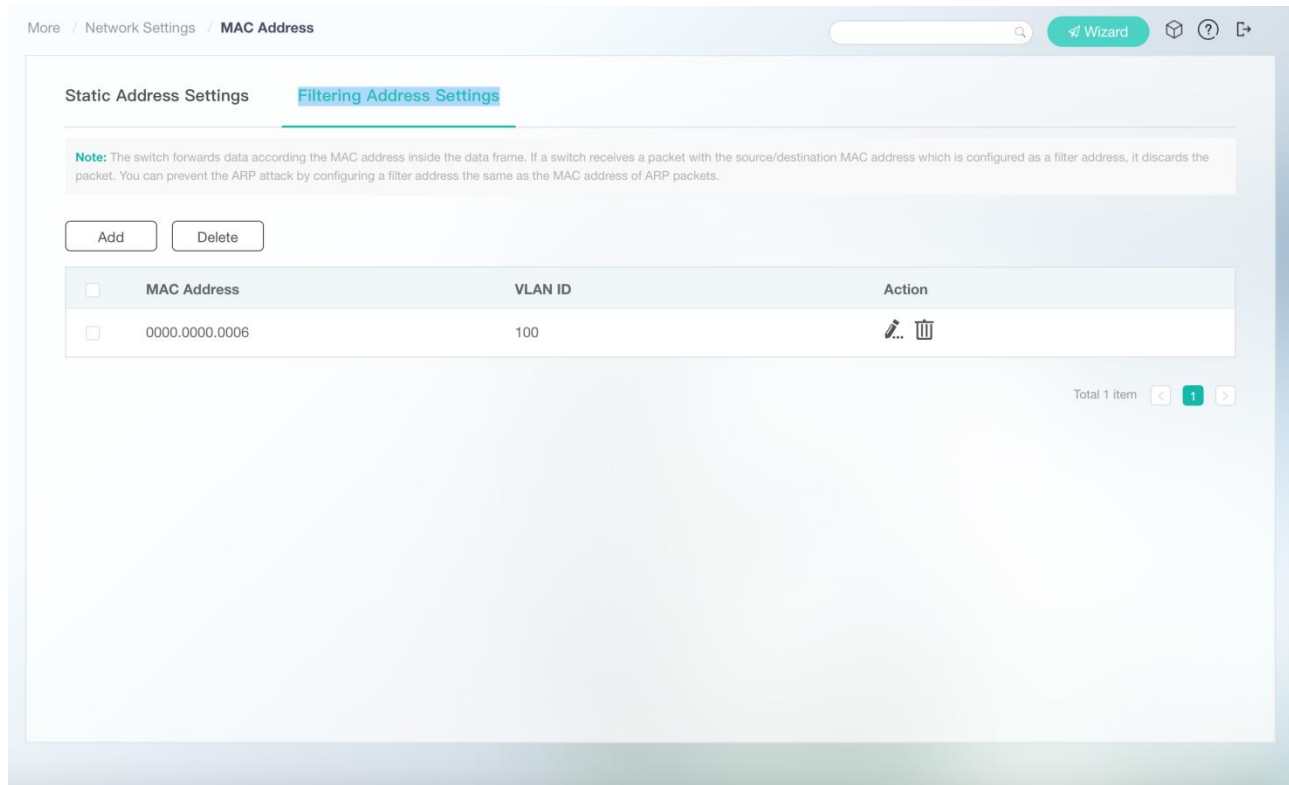 More / Network Settings / MAC Address
Wizard
Static Address Settings Filtering Address Settings
Note: The switch forwards data according the MAC address inside the data frame. If a switch receives a packet with the source/destination MAC address which is configured as a filter address, it discards the
packet. You can prevent the ARP attack by configuring a filter address the same as the MAC address of ARP packets.
Add Delete
MAC Address VLAN ID Action
0000.0000.0006 100
Total 1 item < 1 >